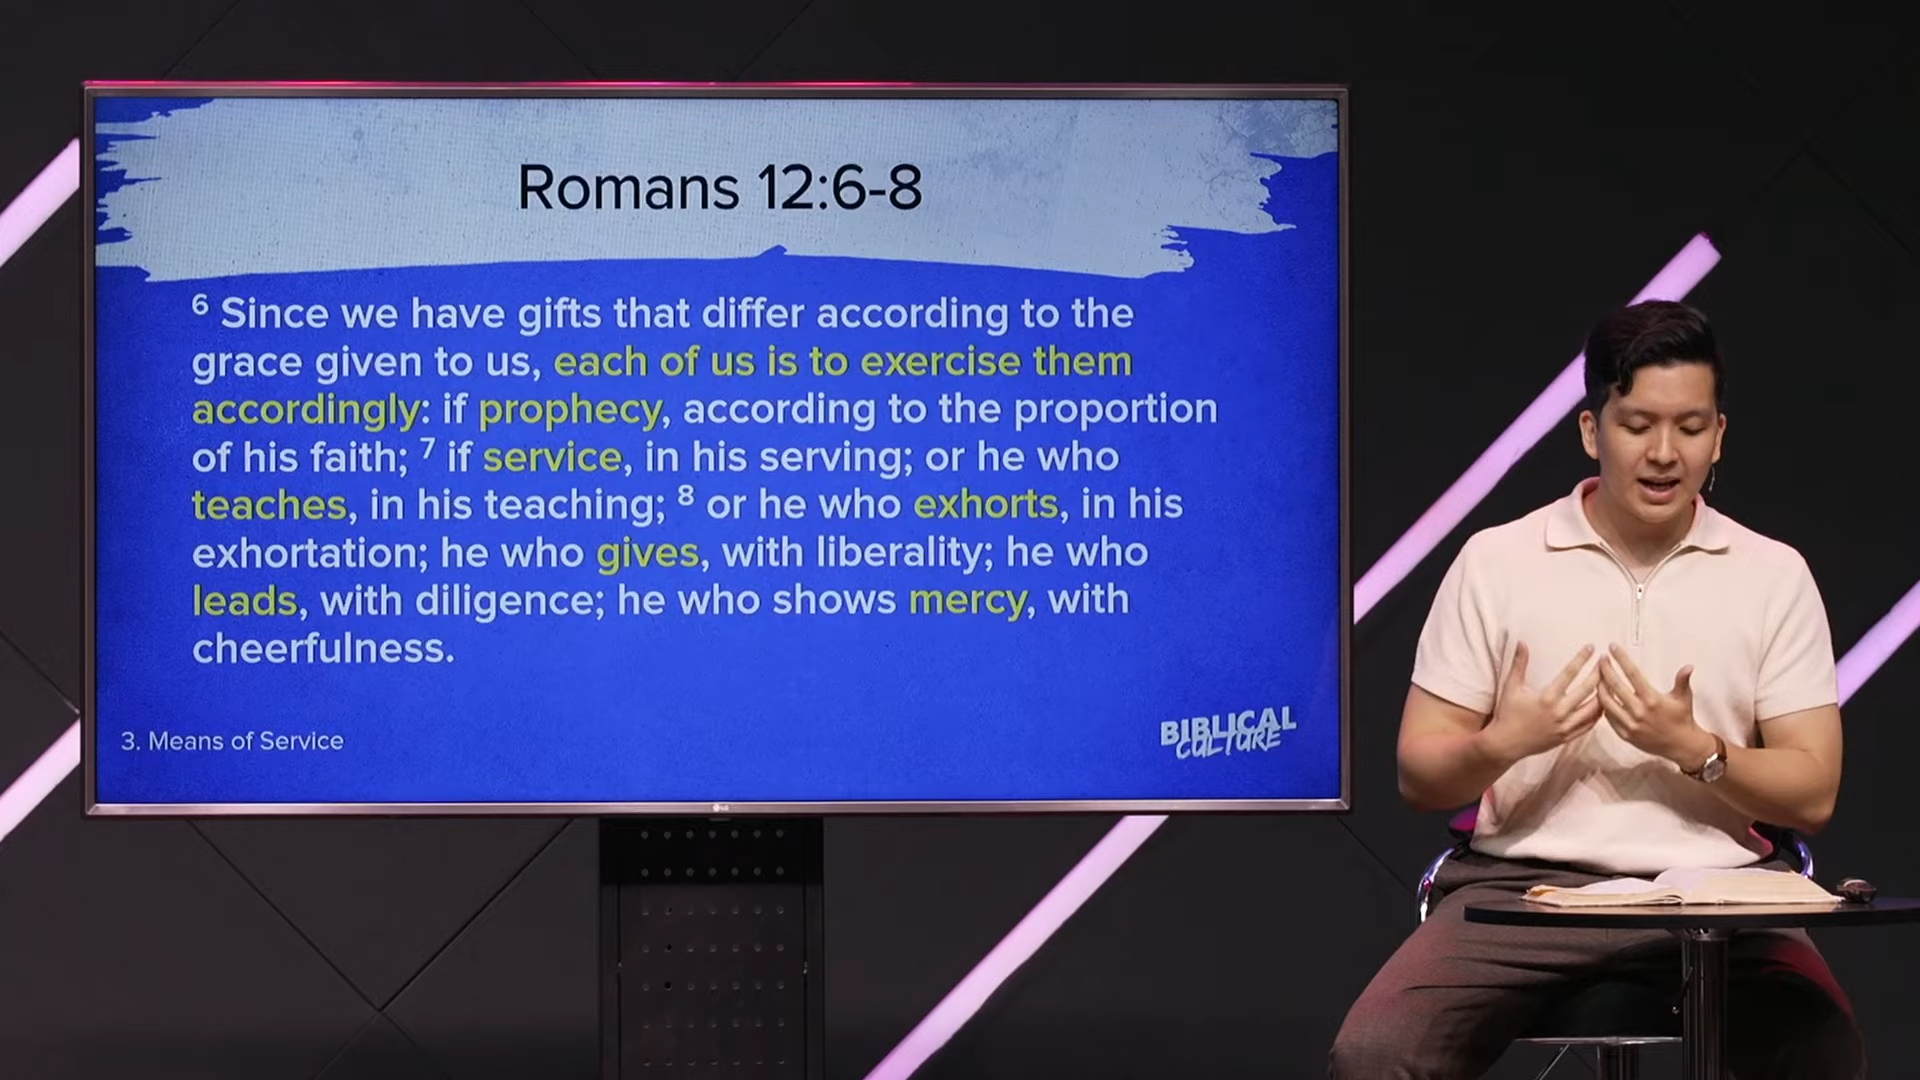 Romans 12:6-8
6 Since we have gifts that differ according to the
grace given to us, each of us is to exercise them
accordingly: if prophecy, according to the proportion
of his faith; 7 if service, in his serving; or he who
teaches, in his teaching; 8 or he who exhorts, in his
exhortation; he who gives, with liberality; he who
leads, with diligence; he who shows mercy, with
cheerfulness.
3. Means of Service
BIBLICAL
CULTURE
LG